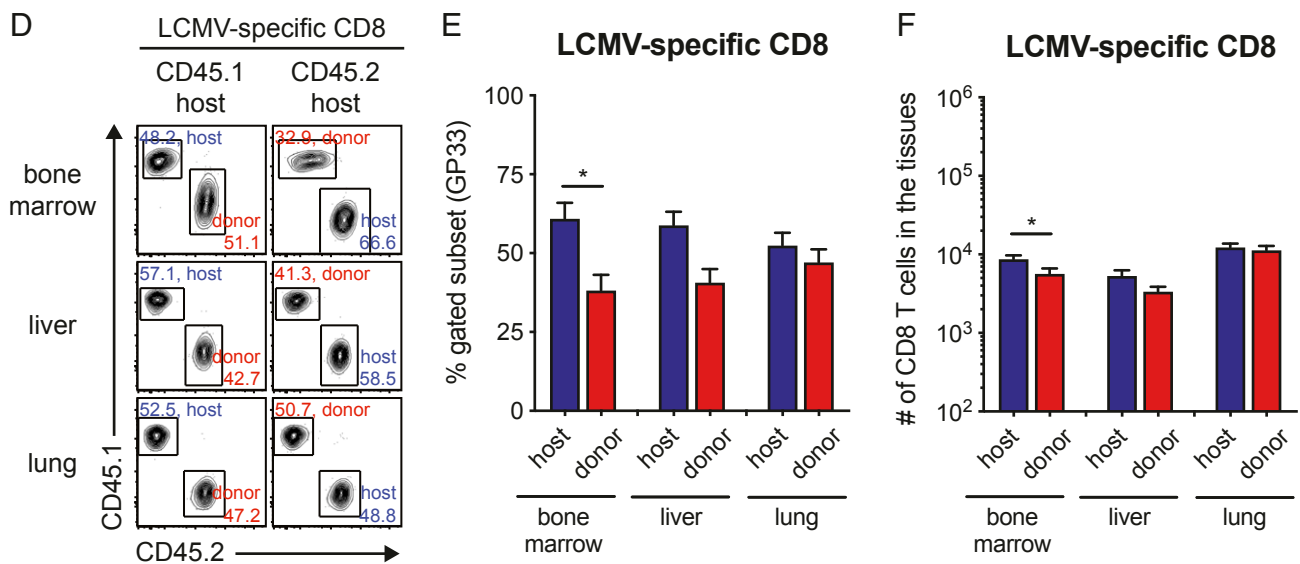 D
LCMV-specific CD8
CD45.1 host
CD45.2 host
bone marrow
48.2, host
donor 51.1
32.9, donor
host 66.6
liver
57.1, host
donor 42.7
41.3, donor
host 58.5
lung
52.5, host
donor 47.2
50.7, donor
host 48.8
CD45.1
CD45.2
E
LCMV-specific CD8
% gated subset (GP33)
100
75
50
25
0
*
host
donor
host
donor
host
donor
bone marrow
liver
lung
F
LCMV-specific CD8
# of CD8 T cells in the tissues
10⁶
10⁵
10⁴
10³
10²
*
host
donor
host
donor
host
donor
bone marrow
liver
lung